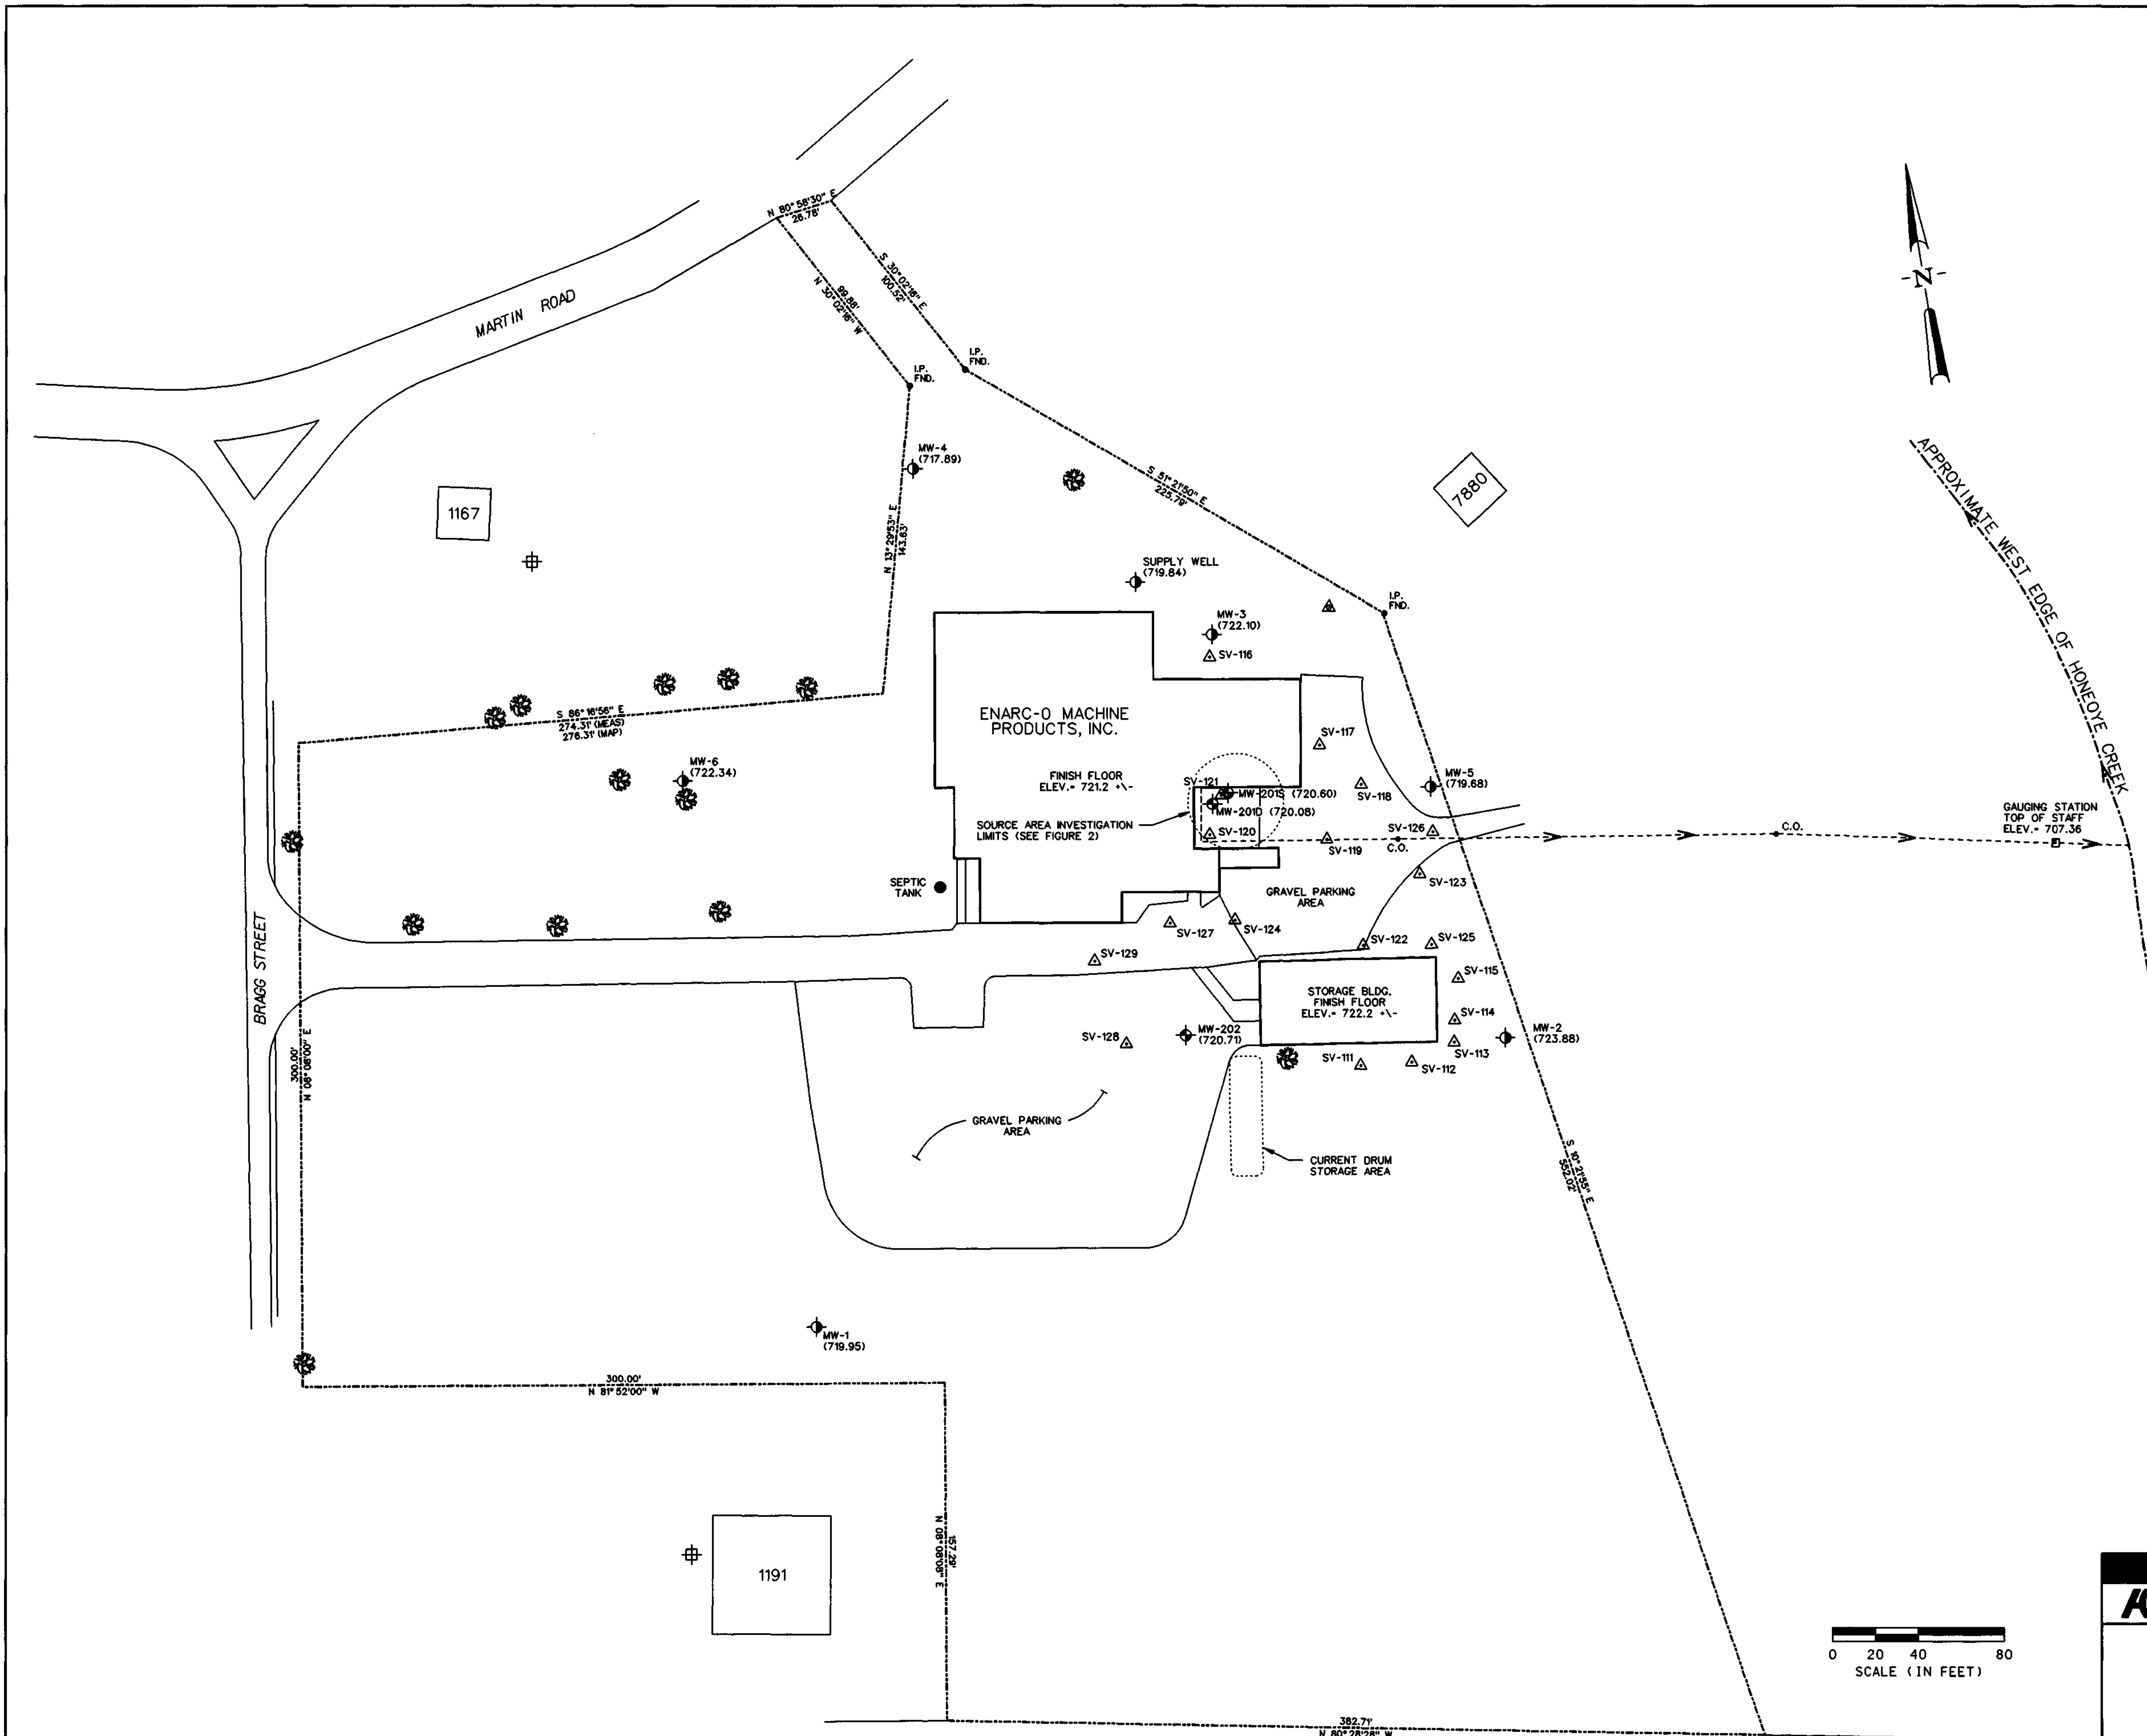 N 80° 58'30" E
26.78'
S 30° 02'16" E
100.52'
99.88'
N 30° 02'16" W
MARTIN ROAD
I.P.
FND.
I.P.
FND.
-N-
MW-4
(717.89)
S 51° 21'50" E
225.79'
7880
1167
N 13° 29'53" E
143.63'
APPROXIMATE WEST EDGE OF HONEOYE CREEK
SUPPLY WELL
(719.84)
I.P.
FND.
MW-3
(722.10)
SV-116
ENARC-O MACHINE
PRODUCTS, INC.
S 86° 16'56" E
274.31' (MEAS)
276.31' (MAP)
SV-117
MW-6
(722.34)
FINISH FLOOR
ELEV.= 721.2 +\-
SV-121
MW-201S (720.60)
MW-201D (720.08)
SV-118
MW-5
(719.68)
SOURCE AREA INVESTIGATION
LIMITS (SEE FIGURE 2)
SV-120
SV-119
C.O.
SV-126
C.O.
GAUGING STATION
TOP OF STAFF
ELEV.= 707.36
SV-123
SEPTIC
TANK
GRAVEL PARKING
AREA
BRAGG STREET
SV-127
SV-124
SV-122
SV-125
SV-129
SV-115
STORAGE BLDG.
FINISH FLOOR
ELEV.= 722.2 +\-
SV-114
SV-128
MW-202
(720.71)
MW-2
(723.88)
SV-113
SV-111
SV-112
300.00'
N 08° 08'00" E
GRAVEL PARKING
AREA
CURRENT DRUM
STORAGE AREA
S 10° 21'55" E
552.02'
MW-1
(719.95)
300.00'
N 81° 52'00" W
157.29'
N 08° 08'08" E
1191
0 20 40 80
SCALE (IN FEET)
382.71'
N 80° 28'28" W